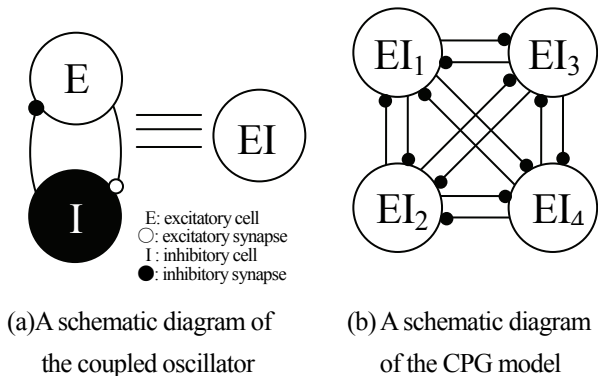 E
I
EI
E: excitatory cell
○: excitatory synapse
I : inhibitory cell
●: inhibitory synapse
(a)A schematic diagram of
the coupled oscillator
EI₁
EI₃
EI₂
EI₄
(b) A schematic diagram
of the CPG model